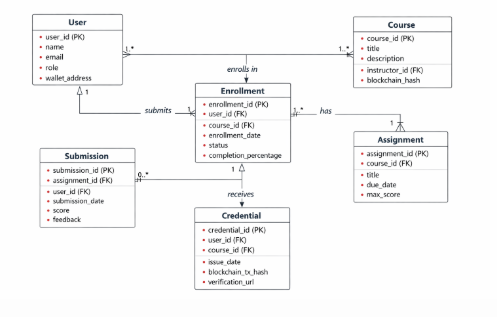 User
• user_id (PK)
• name
• email
• role
• wallet_address
Course
• course_id (PK)
• title
• description
• instructor_id (FK)
• blockchain_hash
1..*
1..*
enrolls in
1
submits
1
Enrollment
• enrollment_id (PK)
• user_id (FK)
• course_id (FK)
• enrollment_date
• status
• completion_percentage
has
1
Assignment
• assignment_id (PK)
• course_id (FK)
• title
• due_date
• max_score
Submission
• submission_id (PK)
• assignment_id (FK)
• user_id (FK)
• submission_date
• score
• feedback
0..*
1
receives
Credential
• credential_id (PK)
• user_id (FK)
• course_id (FK)
• issue_date
• blockchain_tx_hash
• verification_url